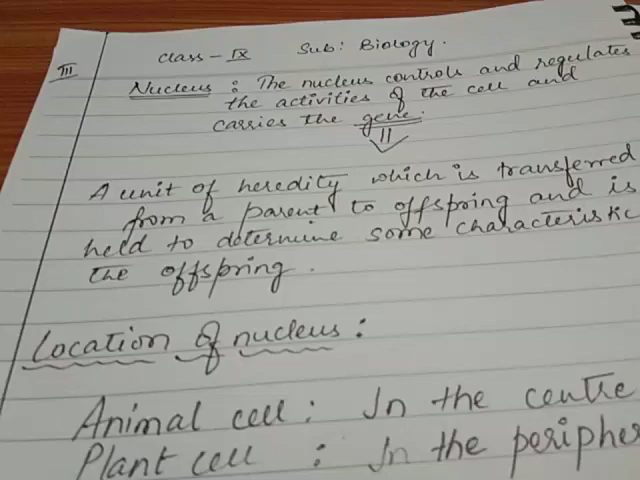 Class - IX Sub: Biology.
III
Nucleus: The nucleus controls and regulates
the activities of the cell and
carries the gene.
A unit of heredity which is transferred
from a parent to offspring and is
held to determine some characteristic
the offspring.
Location of nucleus:
Animal cell: In the centre
Plant cell : In the peripher